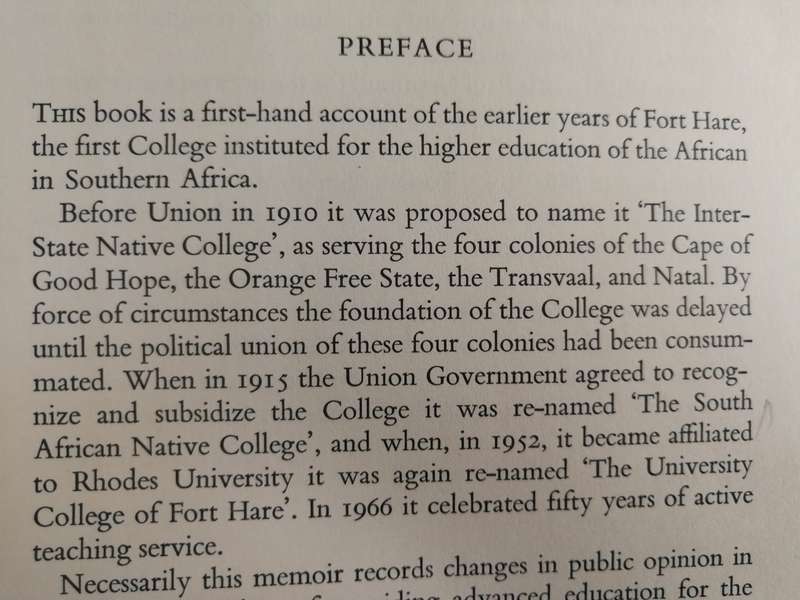 PREFACE
THIS book is a first-hand account of the earlier years of Fort Hare,
the first College instituted for the higher education of the African
in Southern Africa.
Before Union in 1910 it was proposed to name it ‘The Inter-
State Native College’, as serving the four colonies of the Cape of
Good Hope, the Orange Free State, the Transvaal, and Natal. By
force of circumstances the foundation of the College was delayed
until the political union of these four colonies had been consum-
mated. When in 1915 the Union Government agreed to recog-
nize and subsidize the College it was re-named ‘The South
African Native College’, and when, in 1952, it became affiliated
to Rhodes University it was again re-named ‘The University
College of Fort Hare’. In 1966 it celebrated fifty years of active
teaching service.
Necessarily this memoir records changes in public opinion in
advanced education for the